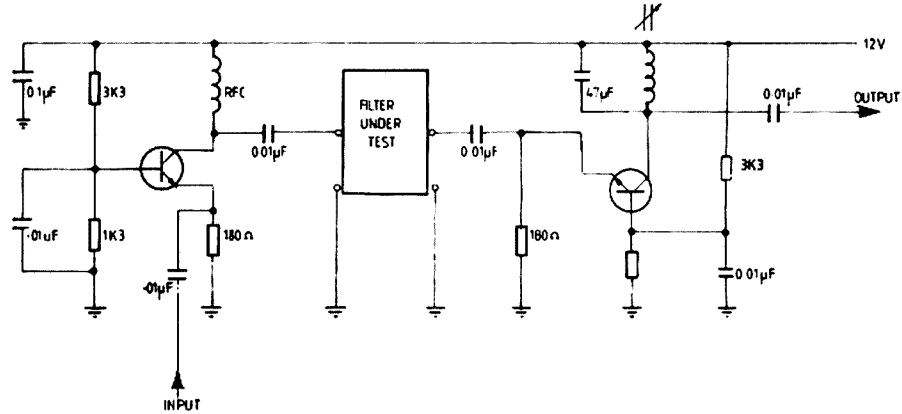 12V
0.1µF
3K3
RFC
FILTER
UNDER
TEST
47µF
0.01µF
OUTPUT
0.01µF
0.01µF
3K3
.01uF
1K3
180Ω
180Ω
.01µF
0.01µF
INPUT